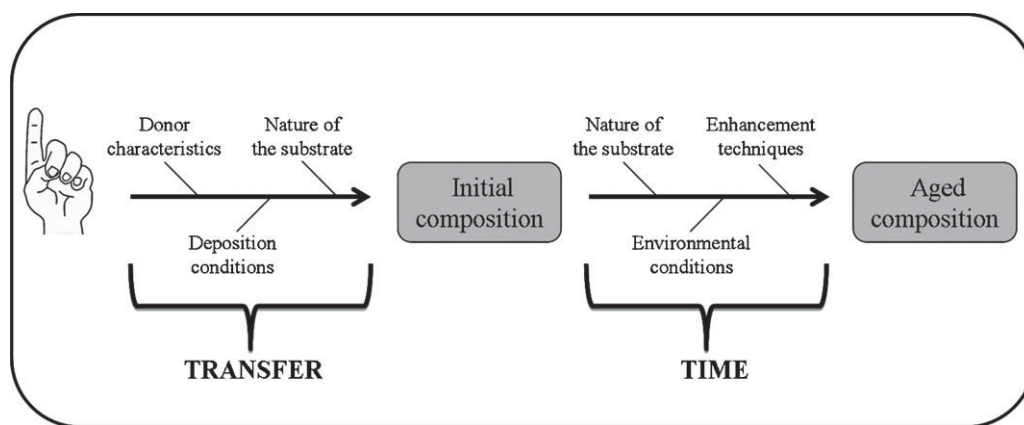 Donor
characteristics
Nature of
the substrate
Deposition
conditions
TRANSFER
Initial
composition
Nature of
the substrate
Enhancement
techniques
Environmental
conditions
TIME
Aged
composition